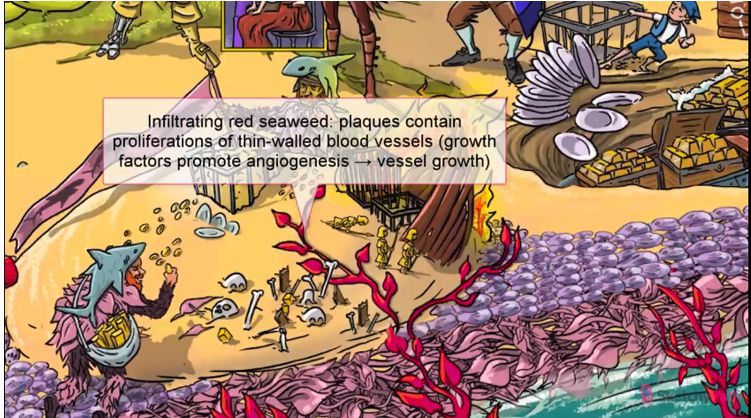 Infiltrating red seaweed: plaques contain
proliferations of thin-walled blood vessels (growth
factors promote angiogenesis → vessel growth)